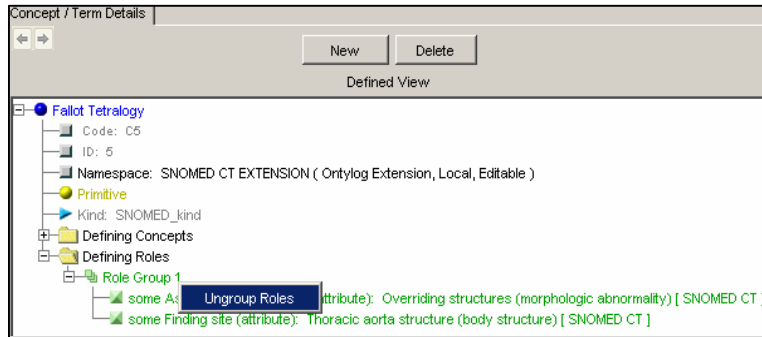 Concept / Term Details
New Delete
Defined View
Fallot Tetralogy
Code: C5
ID: 5
Namespace: SNOMED CT EXTENSION ( Ontylog Extension, Local, Editable )
Primitive
Kind: SNOMED_kind
Defining Concepts
Defining Roles
Role Group 1
some As Ungroup Roles ttribute): Overriding structures (morphologic abnormality) [ SNOMED CT ]
some Finding site (attribute): Thoracic aorta structure (body structure) [ SNOMED CT ]